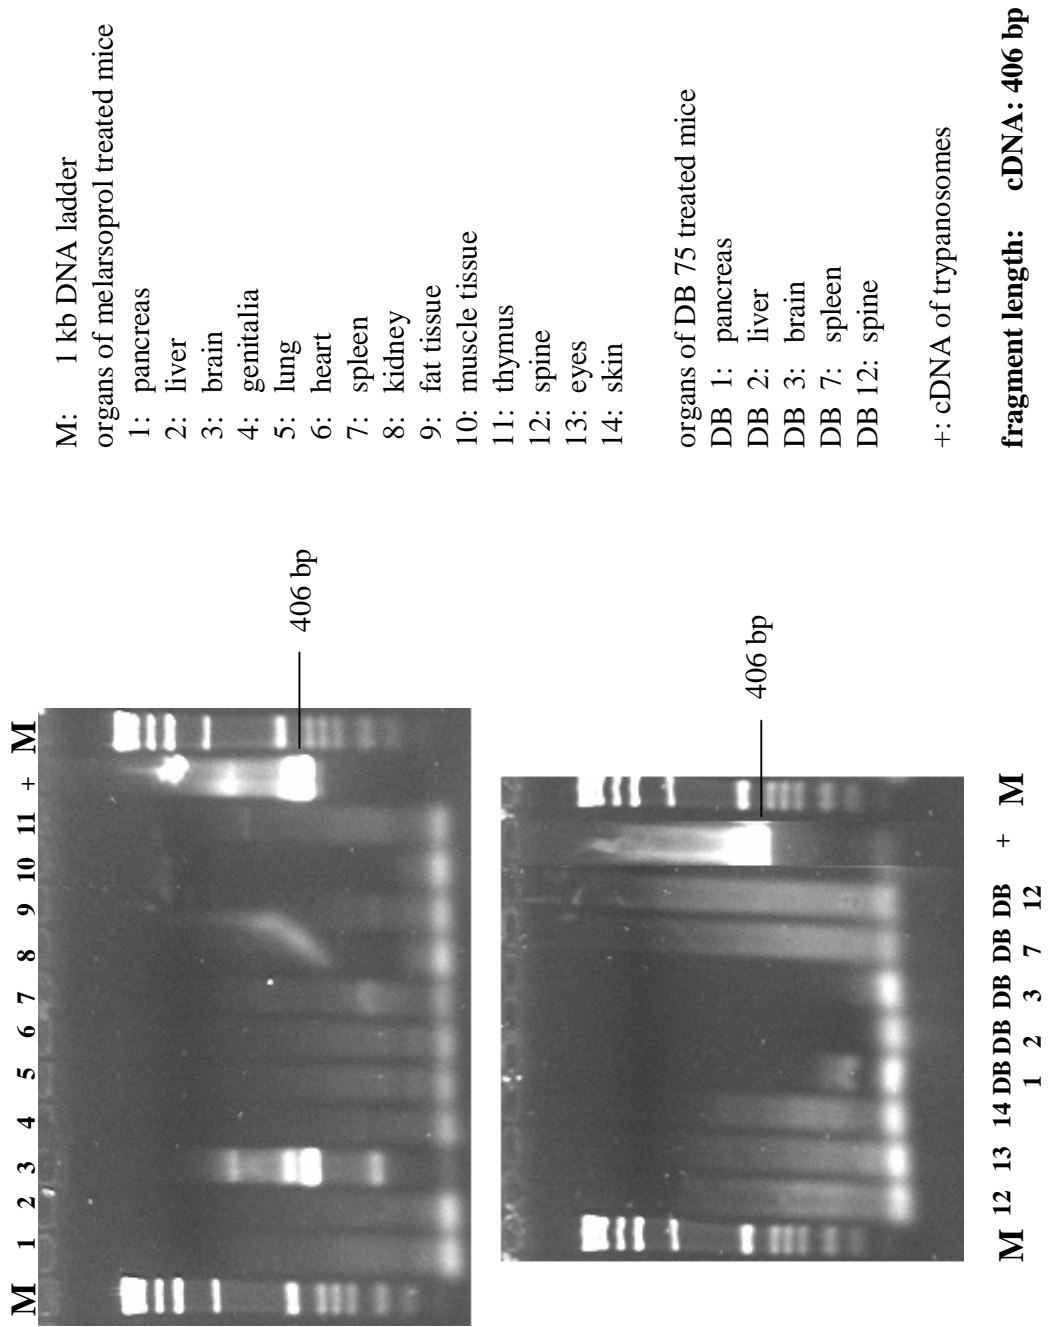 M 1 2 3 4 5 6 7 8 9 10 11 + M
406 bp
M 12 13 14 DB DB DB DB DB + M
1 2 3 7 12
406 bp
M: 1 kb DNA ladder
organs of melarsoprol treated mice
1: pancreas
2: liver
3: brain
4: genitalia
5: lung
6: heart
7: spleen
8: kidney
9: fat tissue
10: muscle tissue
11: thymus
12: spine
13: eyes
14: skin
organs of DB 75 treated mice
DB 1: pancreas
DB 2: liver
DB 3: brain
DB 7: spleen
DB 12: spine
+: cDNA of trypanosomes
fragment length: cDNA: 406 bp